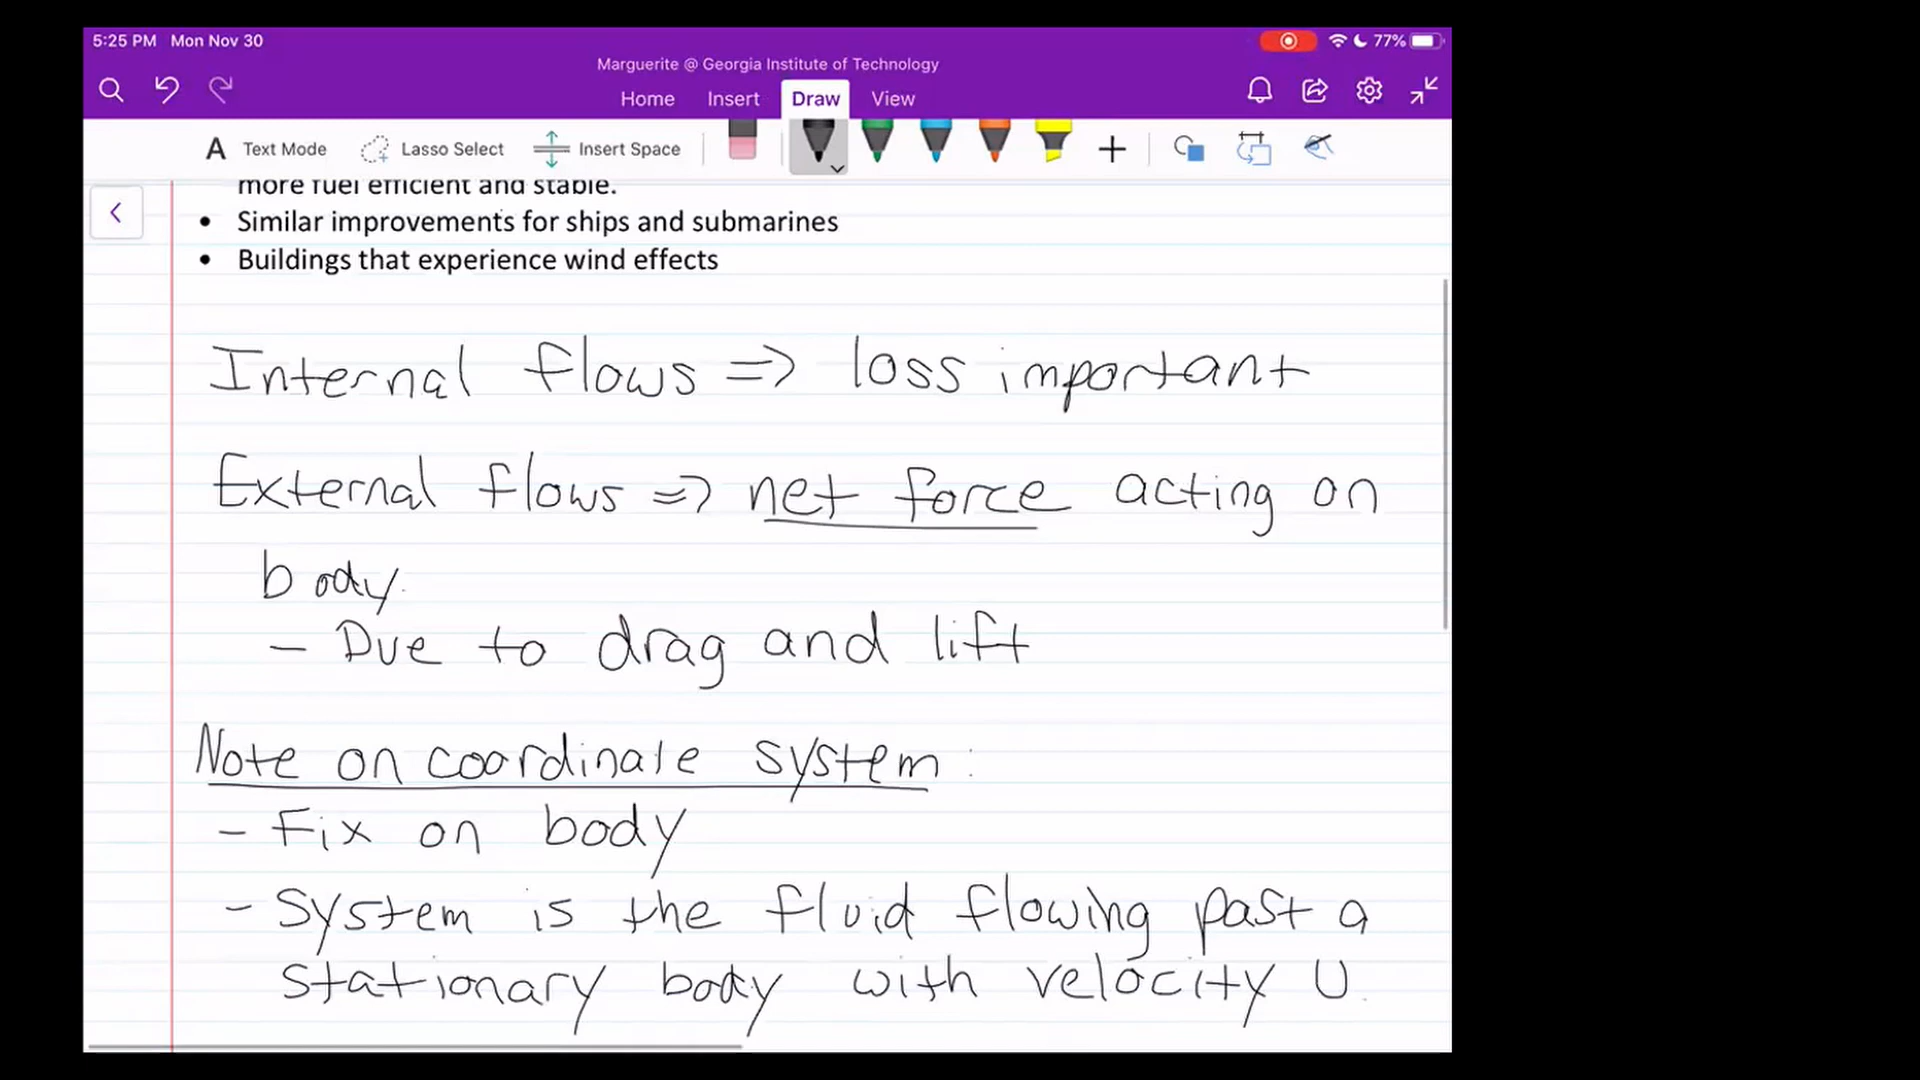 5:25 PM Mon Nov 30
77%
Marguerite @ Georgia Institute of Technology
Home Insert Draw View
A Text Mode Lasso Select Insert Space
more fuel efficient and stable.
• Similar improvements for ships and submarines
• Buildings that experience wind effects
Internal flows => loss important
External flows => net force acting on
body.
- Due to drag and lift
Note on coordinate system:
- Fix on body
- System is the fluid flowing past a
stationary body with velocity U.